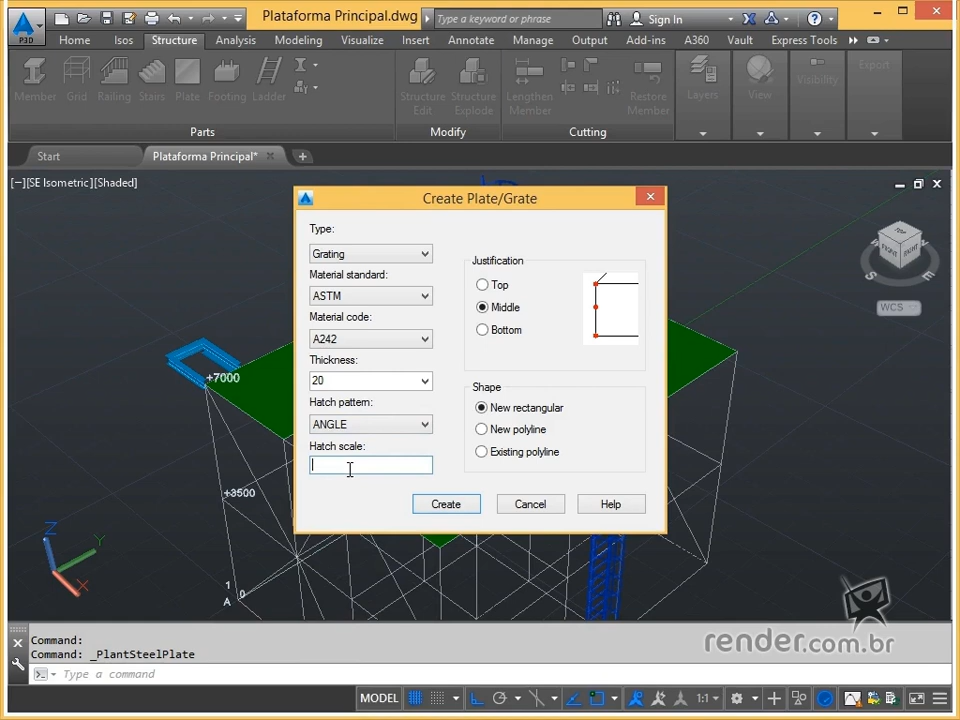 Plataforma Principal.dwg
Type a keyword or phrase
Sign In
P3D
Home Isos Structure Analysis Modeling Visualize Insert Annotate Manage Output Add-ins A360 Vault Express Tools
Member Grid Railing Stairs Plate Footing Ladder
Structure Edit
Structure Explode
Lengthen Member
Restore Member
Layers View Visibility Export
Parts Modify Cutting
Start Plataforma Principal*
[−][SE Isometric][Shaded]
Create Plate/Grate
Type:
Grating
Material standard:
ASTM
Material code:
A242
Thickness:
20
Hatch pattern:
ANGLE
Hatch scale:
Justification
Top
Middle
Bottom
Shape
New rectangular
New polyline
Existing polyline
Create Cancel Help
TOP
FRONT
S
WCS
+7000
+3500
1
A
0
Z
Y
X
render.com.br
Command:
Command: _PlantSteelPlate
Type a command
MODEL
1:1